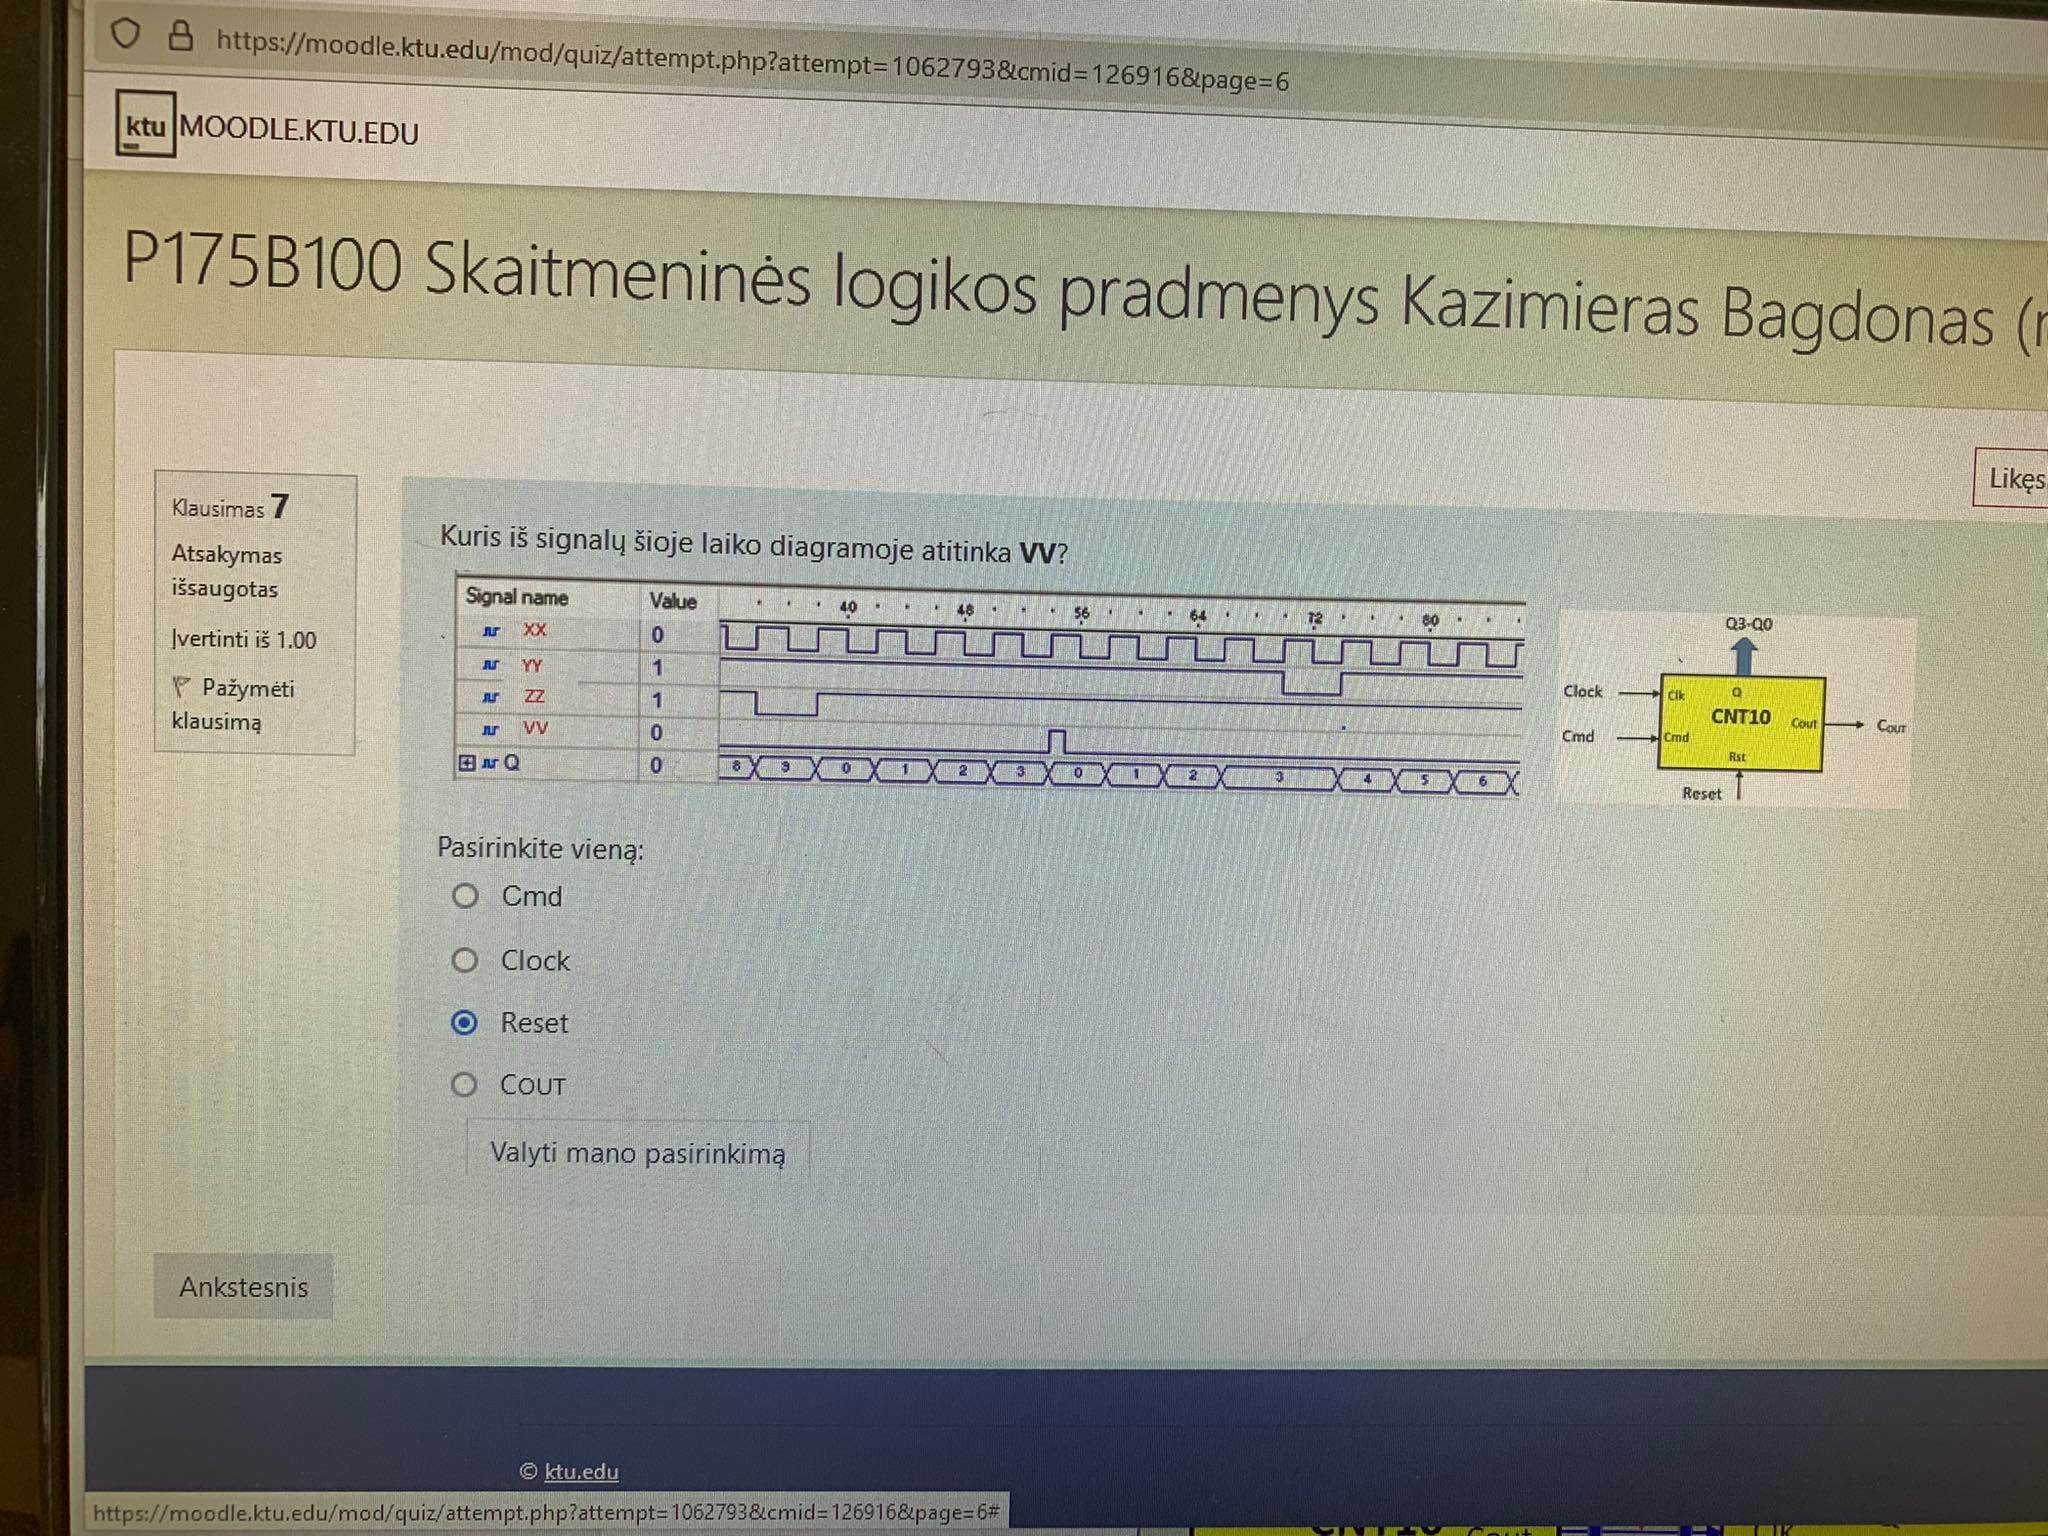 https://moodle.ktu.edu/mod/quiz/attempt.php?attempt=1062793&cmid=126916&page=6
ktu MOODLE.KTU.EDU
P175B100 Skaitmeninės logikos pradmenys Kazimieras Bagdonas (r
Likęs
Klausimas 7
Atsakymas
išsaugotas
Įvertinti iš 1.00
Pažymėti
klausimą
Kuris iš signalų šioje laiko diagramoje atitinka VV?
Signal name Value 40 48 56 64 72 80
XX 0
YY 1
ZZ 1
VV 0
Q 0 8 9 0 1 2 3 0 1 2 3 4 5 6
Q3-Q0
Q
Clock Clk
CNT10 Cout Cout
Cmd Cmd
Rst
Reset
Pasirinkite vieną:
Cmd
Clock
Reset
COUT
Valyti mano pasirinkimą
Ankstesnis
© ktu.edu
https://moodle.ktu.edu/mod/quiz/attempt.php?attempt=1062793&cmid=126916&page=6#